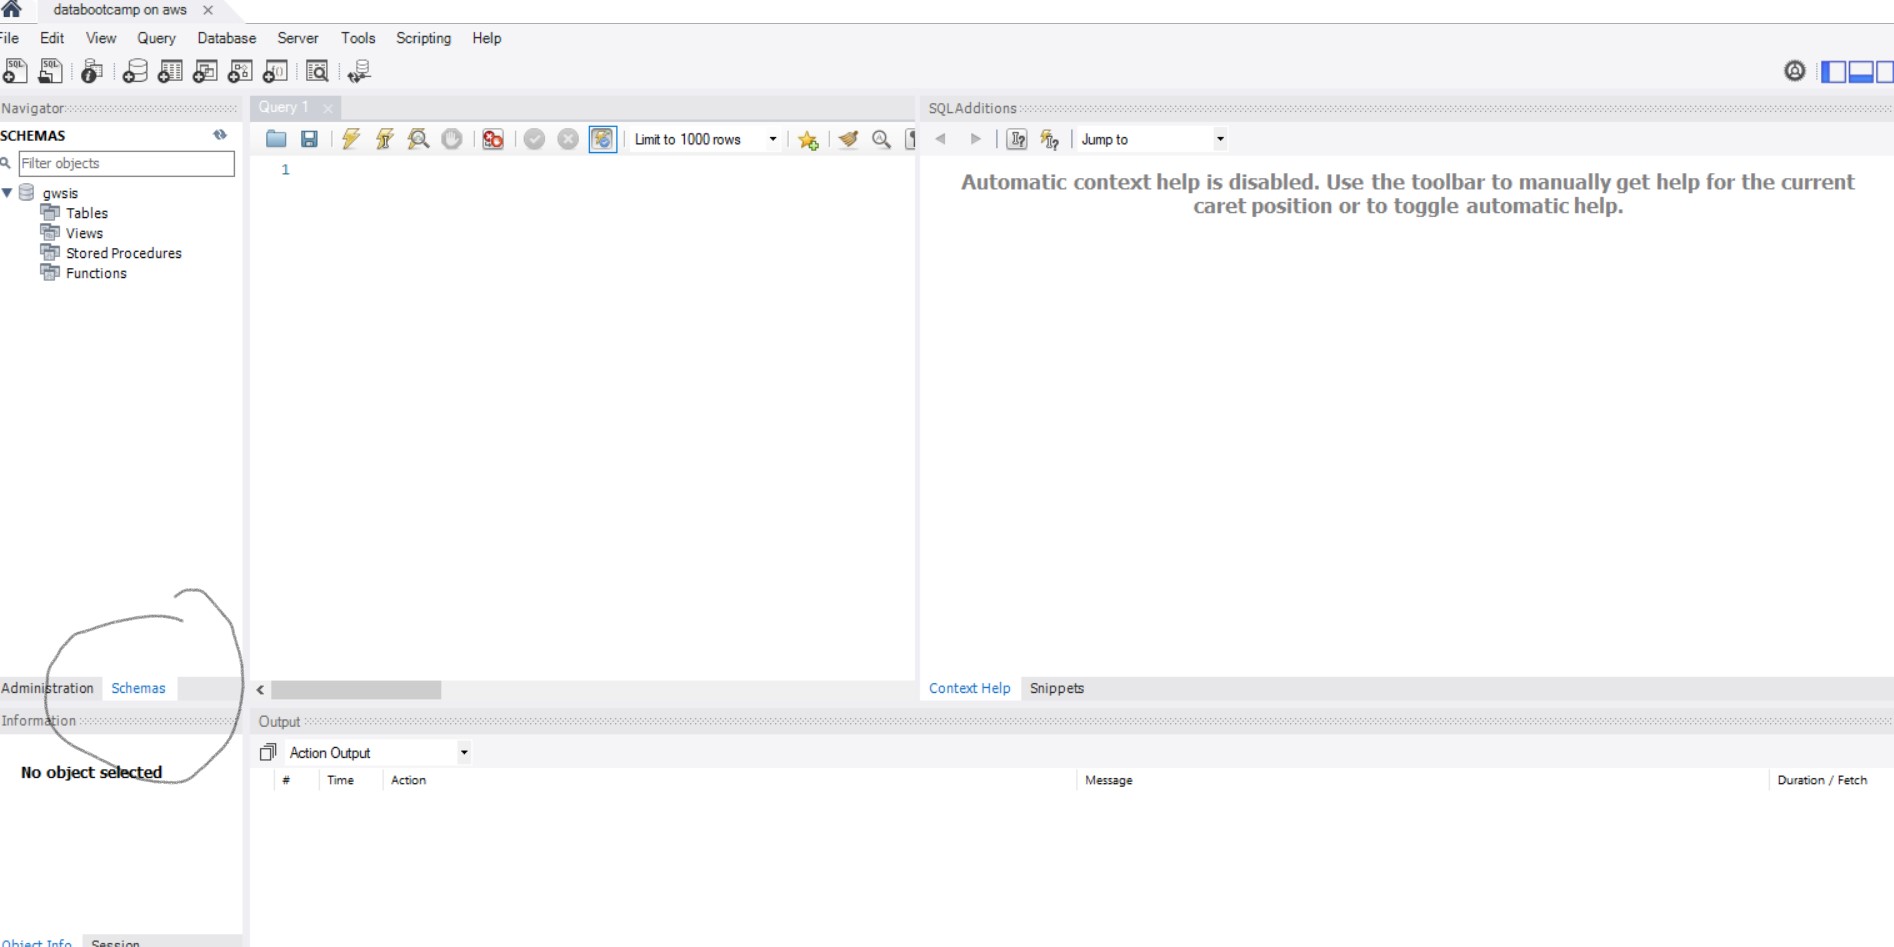 databootcamp on aws
File Edit View Query Database Server Tools Scripting Help
SQL SQL
Navigator
SCHEMAS
Filter objects
gwsis
Tables
Views
Stored Procedures
Functions
Administration Schemas
Information
No object selected
Object Info Session
Query 1
Limit to 1000 rows
1
SQLAdditions
Jump to
Automatic context help is disabled. Use the toolbar to manually get help for the current
caret position or to toggle automatic help.
Context Help Snippets
Output
Action Output
# Time Action Message Duration / Fetch